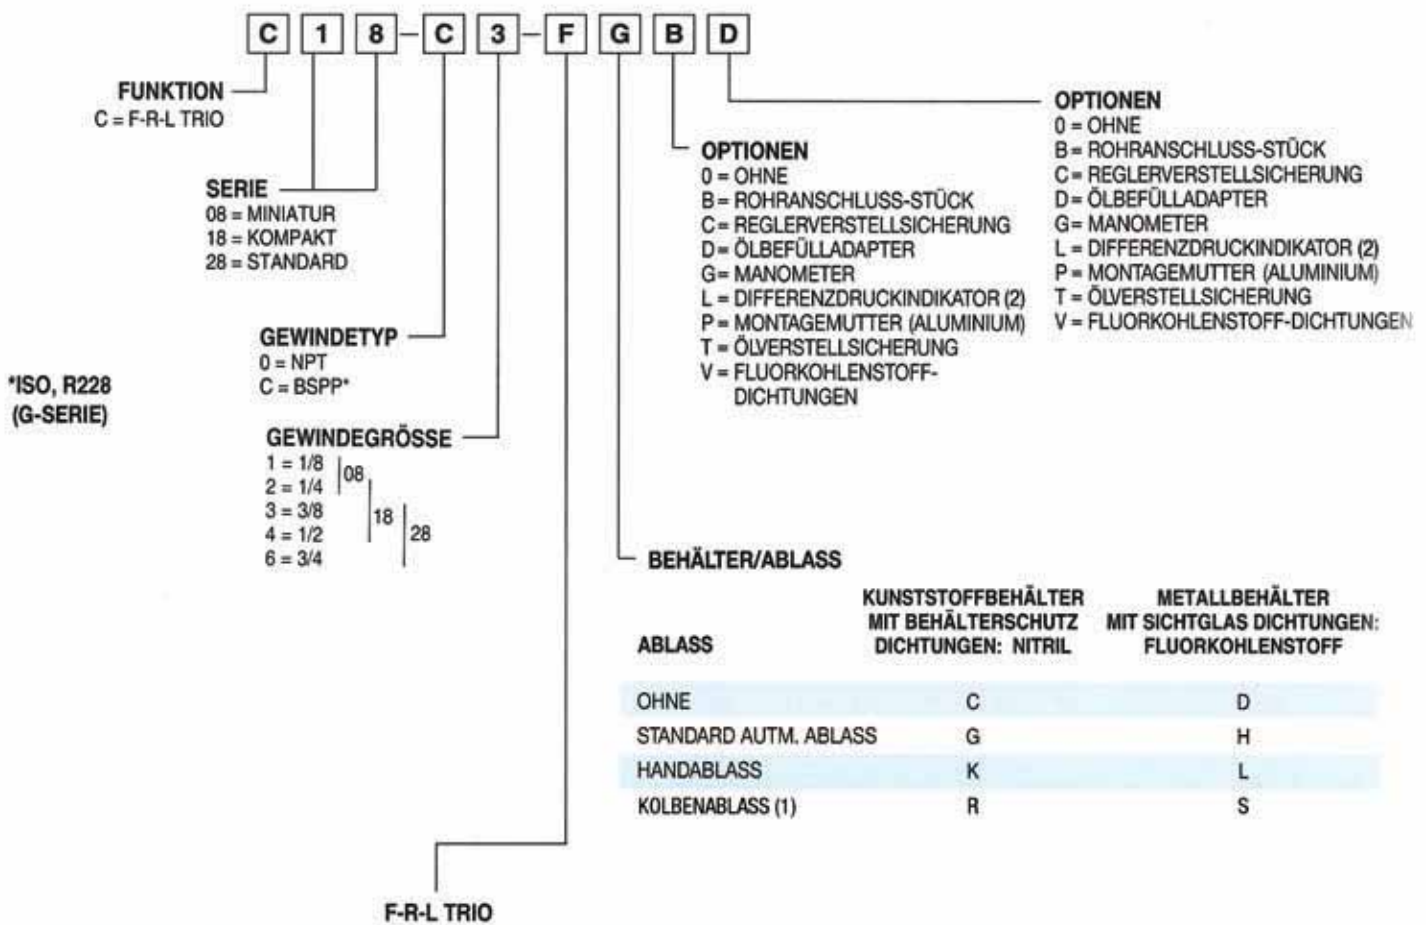 C 1 8 - C 3 - F G B D
FUNKTION
C = F-R-L TRIO
SERIE
08 = MINIATUR
18 = KOMPAKT
28 = STANDARD
GEWINDETYP
0 = NPT
C = BSPP*
*ISO, R228
(G-SERIE)
GEWINDEGRÖSSE
1 = 1/8
2 = 1/4
3 = 3/8
4 = 1/2
6 = 3/4
08
18
28
OPTIONEN
0 = OHNE
B = ROHRANSCHLUSS-STÜCK
C = REGLERVERSTELLSICHERUNG
D = ÖLBEFÜLLADAPTER
G = MANOMETER
L = DIFFERENZDRUCKINDIKATOR (2)
P = MONTAGEMUTTER (ALUMINIUM)
T = ÖLVERSTELLSICHERUNG
V = FLUORKOHLENSTOFF-
DICHTUNGEN
OPTIONEN
0 = OHNE
B = ROHRANSCHLUSS-STÜCK
C = REGLERVERSTELLSICHERUNG
D = ÖLBEFÜLLADAPTER
G = MANOMETER
L = DIFFERENZDRUCKINDIKATOR (2)
P = MONTAGEMUTTER (ALUMINIUM)
T = ÖLVERSTELLSICHERUNG
V = FLUORKOHLENSTOFF-DICHTUNGEN
BEHÄLTER/ABLASS
KUNSTSTOFFBEHÄLTER
MIT BEHÄLTERSCHUTZ
DICHTUNGEN: NITRIL
METALLBEHÄLTER
MIT SICHTGLAS DICHTUNGEN:
FLUORKOHLENSTOFF
ABLASS
OHNE C D
STANDARD AUTM. ABLASS G H
HANDABLASS K L
KOLBENABLASS (1) R S
F-R-L TRIO